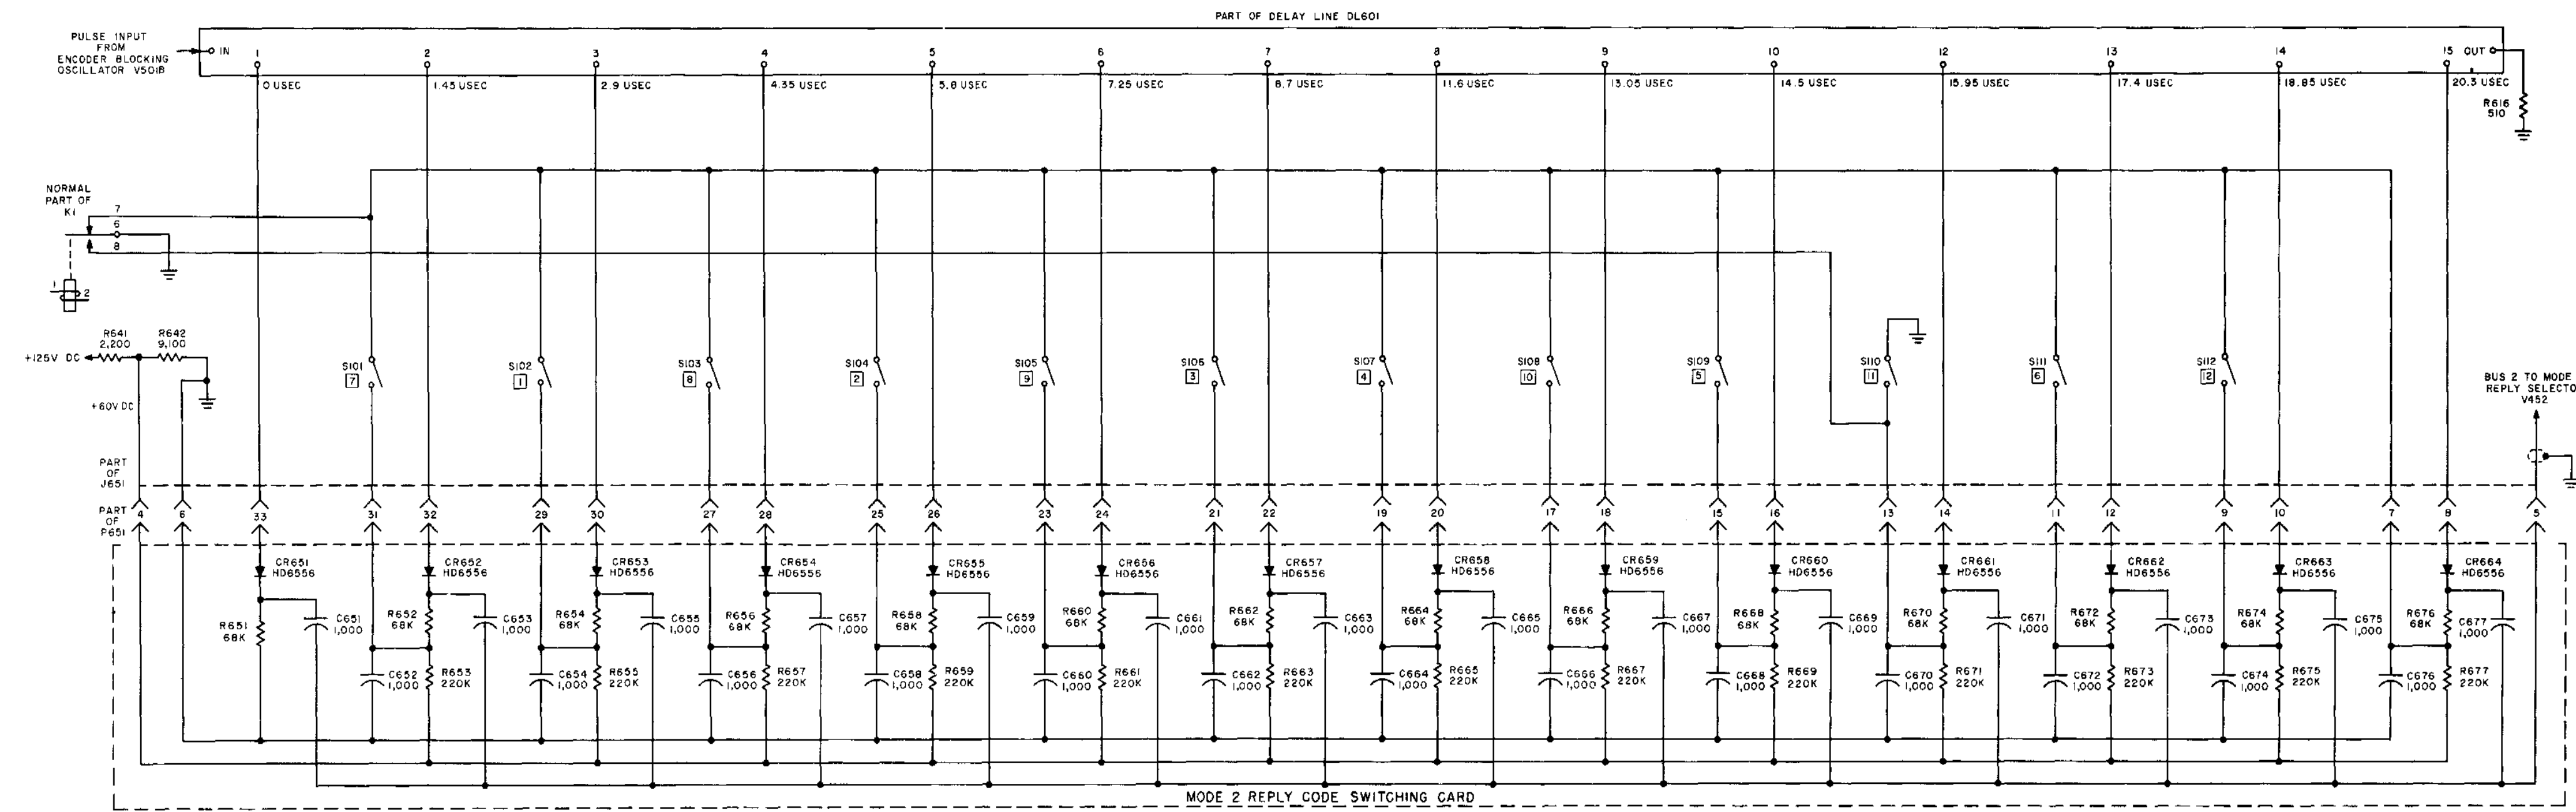 PART OF DELAY LINE DL601
PULSE INPUT
FROM
ENCODER BLOCKING
OSCILLATOR V501B
IN 1 2 3 4 5 6 7 8 9 10 12 13 14 15 OUT
0 USEC 1.45 USEC 2.9 USEC 4.35 USEC 5.8 USEC 7.25 USEC 8.7 USEC 11.6 USEC 13.05 USEC 14.5 USEC 15.95 USEC 17.4 USEC 18.85 USEC 20.3 USEC
R616
510
NORMAL
PART OF
K1
7
6
8
1 2
R641 R642
2,200 9,100
+125V DC
+60V DC
S101 S102 S103 S104 S105 S106 S107 S108 S109 S110 S111 S112
7 1 8 2 9 3 4 10 5 11 6 12
BUS 2 TO MODE
REPLY SELECTO
V452
PART
OF
J651
PART
OF
P651
4 6 33 31 32 29 30 27 28 25 26 23 24 21 22 19 20 17 18 15 16 13 14 11 12 9 10 7 8 5
CR651 CR652 CR653 CR654 CR655 CR656 CR657 CR658 CR659 CR660 CR661 CR662 CR663 CR664
HD6556 HD6556 HD6556 HD6556 HD6556 HD6556 HD6556 HD6556 HD6556 HD6556 HD6556 HD6556 HD6556 HD6556
R651 C651 R652 C653 R654 C655 R656 C657 R658 C659 R660 C661 R662 C663 R664 C665 R666 C667 R668 C669 R670 C671 R672 C673 R674 C675 R676 C677
68K 1,000 68K 1,000 68K 1,000 68K 1,000 68K 1,000 68K 1,000 68K 1,000 68K 1,000 68K 1,000 68K 1,000 68K 1,000 68K 1,000 68K 1,000 68K 1,000
C652 R653 C654 R655 C656 R657 C658 R659 C660 R661 C662 R663 C664 R665 C666 R667 C668 R669 C670 R671 C672 R673 C674 R675 C676 R677
1,000 220K 1,000 220K 1,000 220K 1,000 220K 1,000 220K 1,000 220K 1,000 220K 1,000 220K 1,000 220K 1,000 220K 1,000 220K 1,000 220K 1,000 220K
MODE 2 REPLY CODE SWITCHING CARD